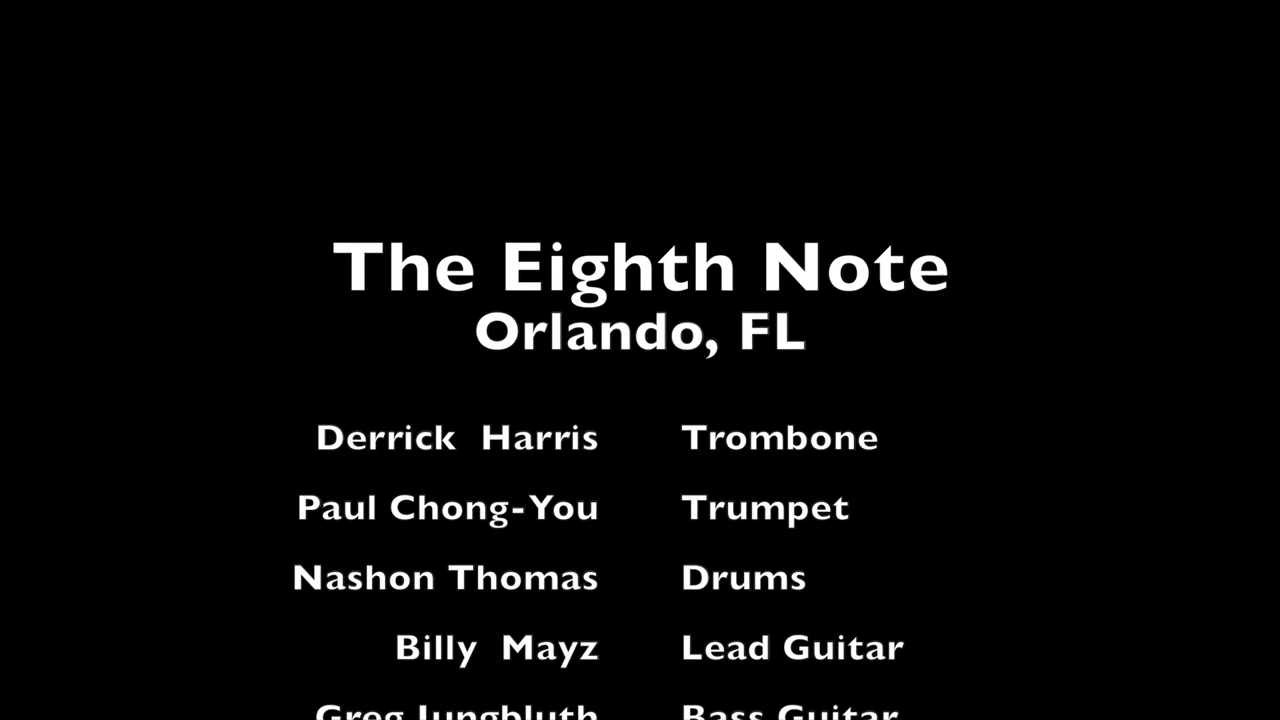 The Eighth Note
Orlando, FL
Derrick  Harris Trombone
Paul Chong-You Trumpet
Nashon Thomas Drums
Billy  Mayz Lead Guitar
Greg Jungbluth Bass Guitar